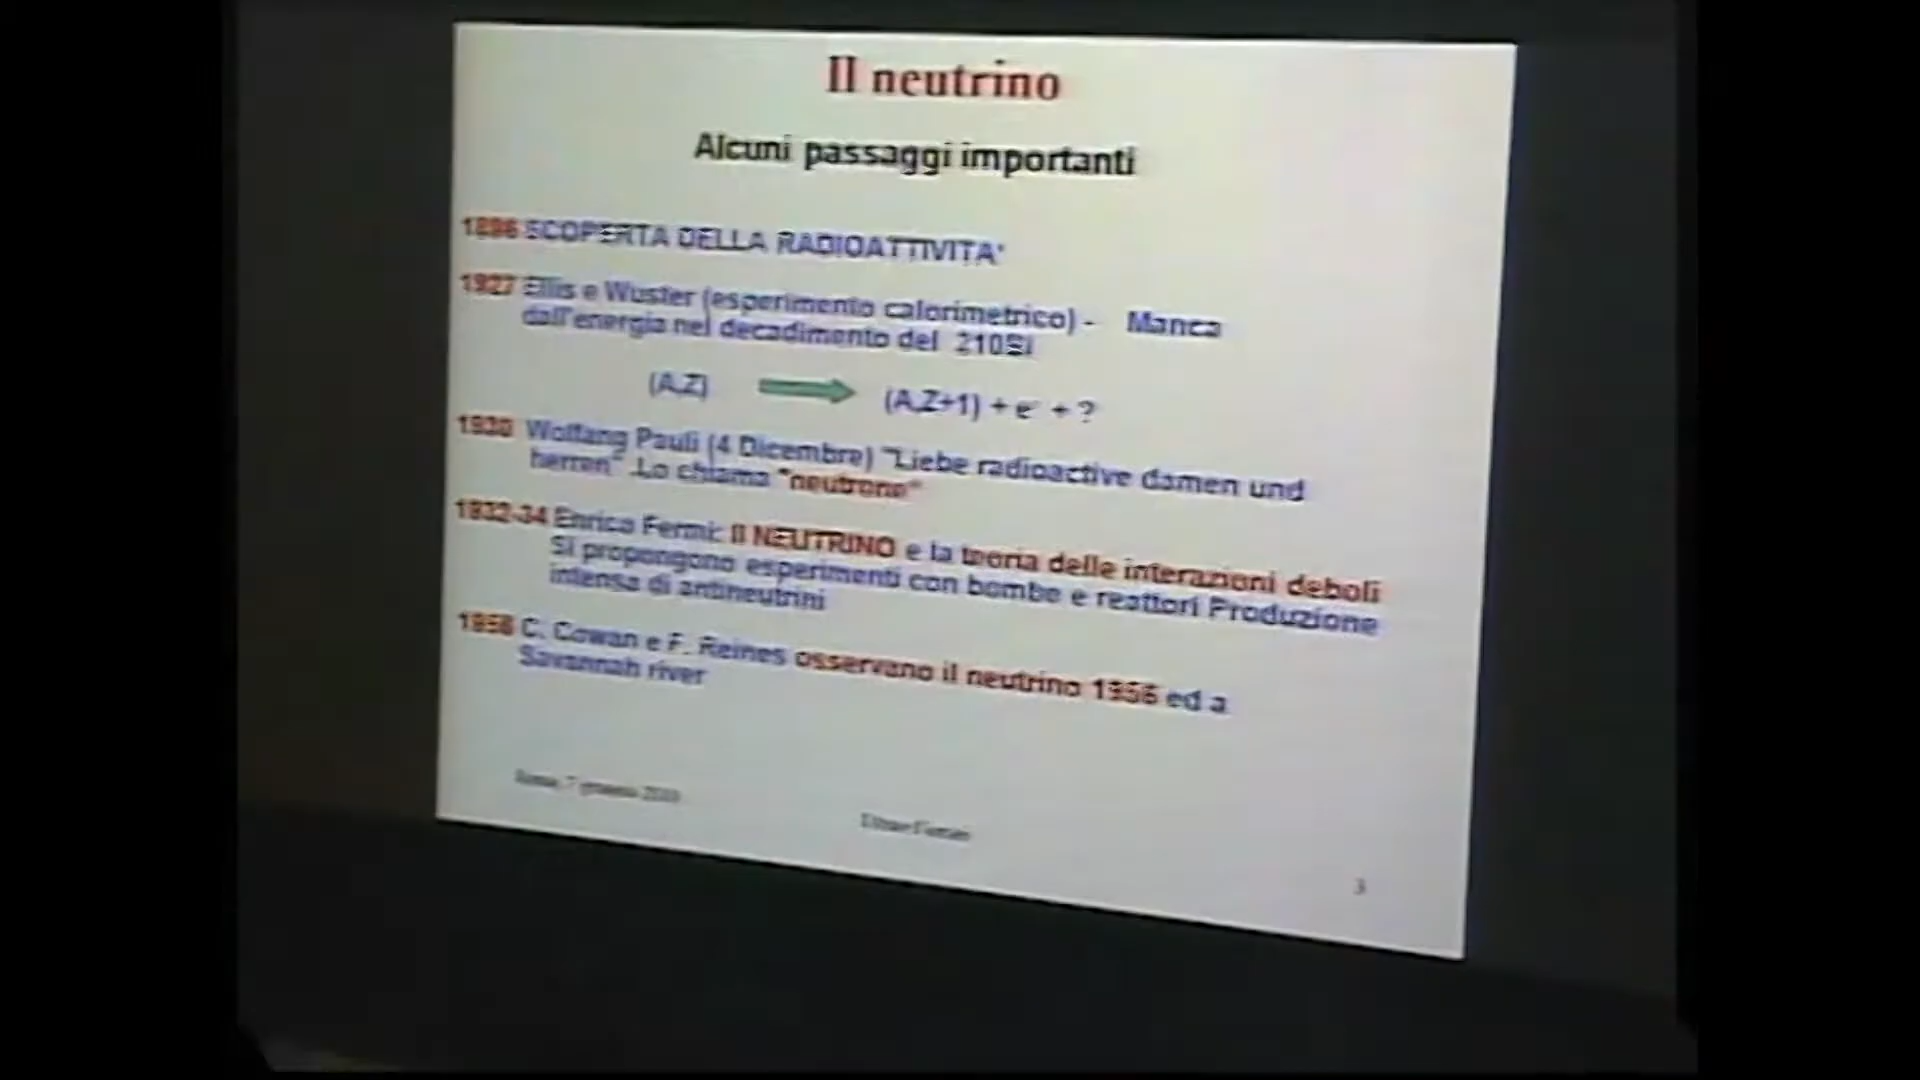 Il neutrino
Alcuni passaggi importanti
1896 SCOPERTA DELLA RADIOATTIVITA'
1927 Ellis e Wuster (esperimento calorimetrico) - Manca
dall'energia nel decadimento del 210Bi
(A,Z) (A,Z+1) + e- + ?
1930 Wolfang Pauli (4 Dicembre) "Liebe radioactive damen und
herren" .Lo chiama "neutrone"
1932-34 Enrico Fermi: Il NEUTRINO e la teoria delle interazioni deboli
Si propongono esperimenti con bombe e reattori Produzione
intensa di antineutrini
1956 C. Cowan e F. Reines osservano il neutrino 1956 ed a
Savannah river
Roma, 7
3